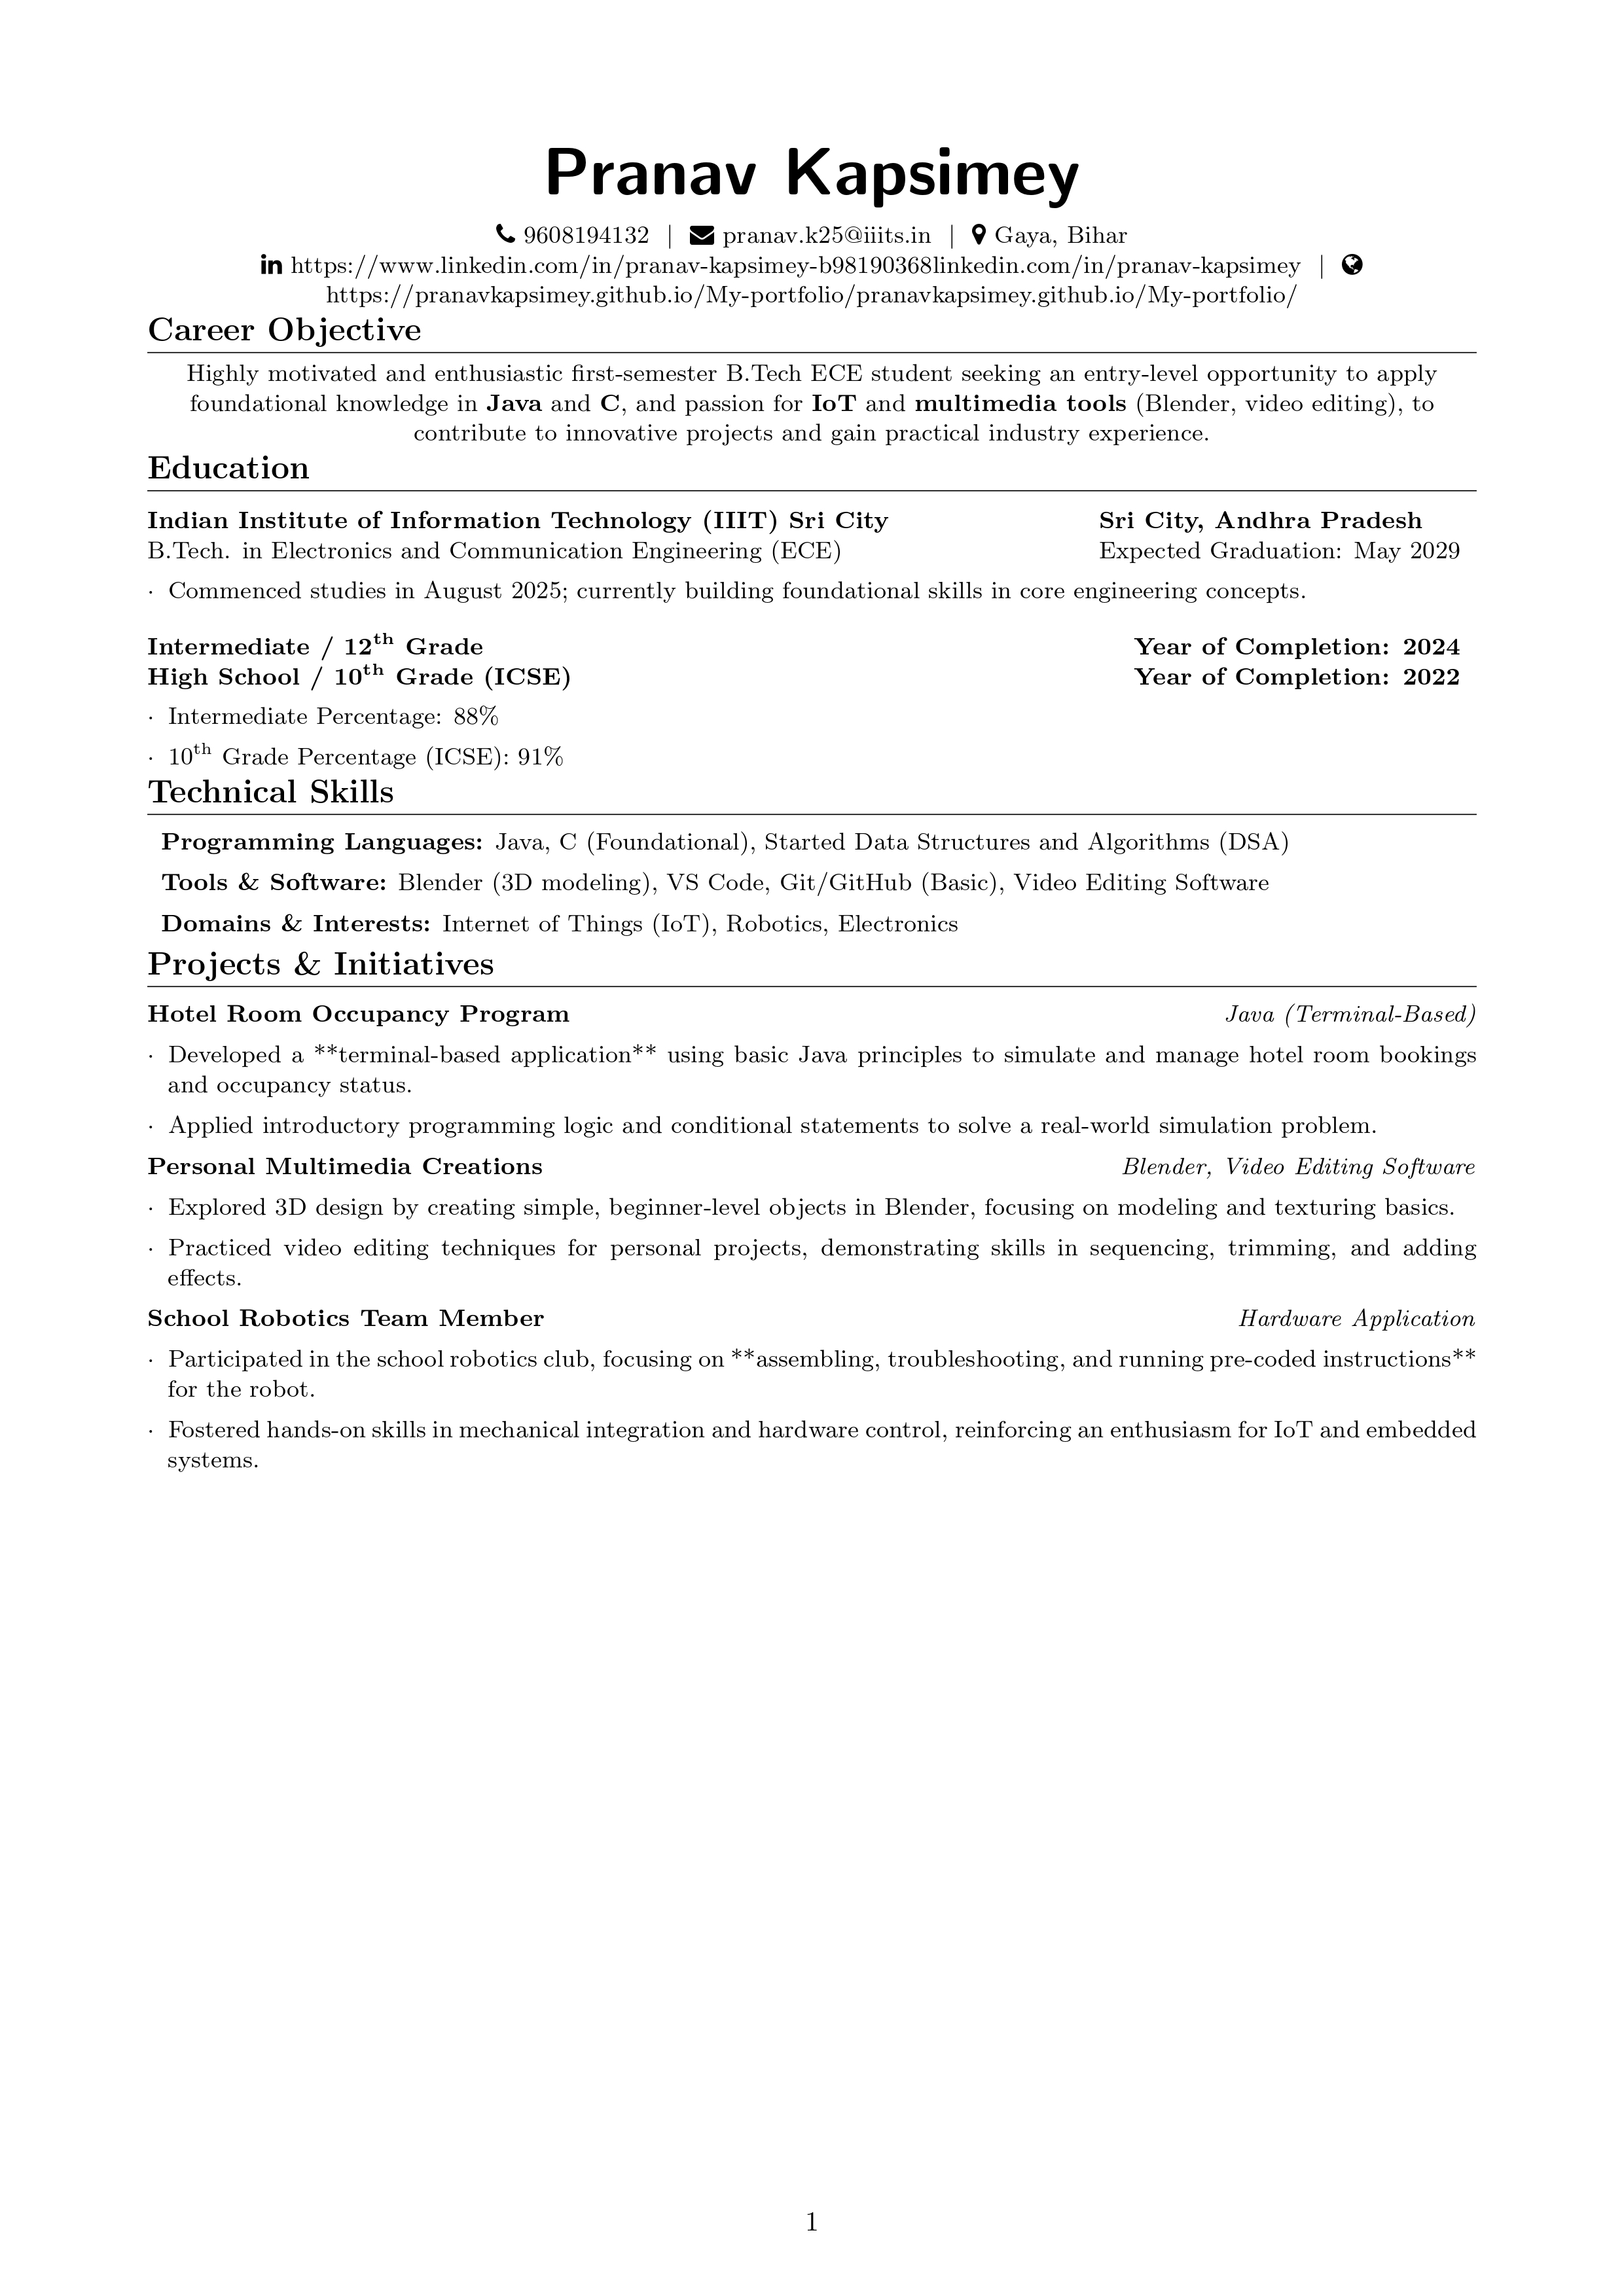 Pranav Kapsimey
9608194132 | pranav.k25@iiits.in | Gaya, Bihar
https://www.linkedin.com/in/pranav-kapsimey-b98190368linkedin.com/in/pranav-kapsimey |
https://pranavkapsimey.github.io/My-portfolio/pranavkapsimey.github.io/My-portfolio/
Career Objective
Highly motivated and enthusiastic first-semester B.Tech ECE student seeking an entry-level opportunity to apply
foundational knowledge in Java and C, and passion for IoT and multimedia tools (Blender, video editing), to
contribute to innovative projects and gain practical industry experience.
Education
Indian Institute of Information Technology (IIIT) Sri City Sri City, Andhra Pradesh
B.Tech. in Electronics and Communication Engineering (ECE) Expected Graduation: May 2029
· Commenced studies in August 2025; currently building foundational skills in core engineering concepts.
Intermediate / 12th Grade Year of Completion: 2024
High School / 10th Grade (ICSE) Year of Completion: 2022
· Intermediate Percentage: 88%
· 10th Grade Percentage (ICSE): 91%
Technical Skills
Programming Languages: Java, C (Foundational), Started Data Structures and Algorithms (DSA)
Tools & Software: Blender (3D modeling), VS Code, Git/GitHub (Basic), Video Editing Software
Domains & Interests: Internet of Things (IoT), Robotics, Electronics
Projects & Initiatives
Hotel Room Occupancy Program Java (Terminal-Based)
· Developed a **terminal-based application** using basic Java principles to simulate and manage hotel room bookings
and occupancy status.
· Applied introductory programming logic and conditional statements to solve a real-world simulation problem.
Personal Multimedia Creations Blender, Video Editing Software
· Explored 3D design by creating simple, beginner-level objects in Blender, focusing on modeling and texturing basics.
· Practiced video editing techniques for personal projects, demonstrating skills in sequencing, trimming, and adding
effects.
School Robotics Team Member Hardware Application
· Participated in the school robotics club, focusing on **assembling, troubleshooting, and running pre-coded instructions**
for the robot.
· Fostered hands-on skills in mechanical integration and hardware control, reinforcing an enthusiasm for IoT and embedded
systems.
1